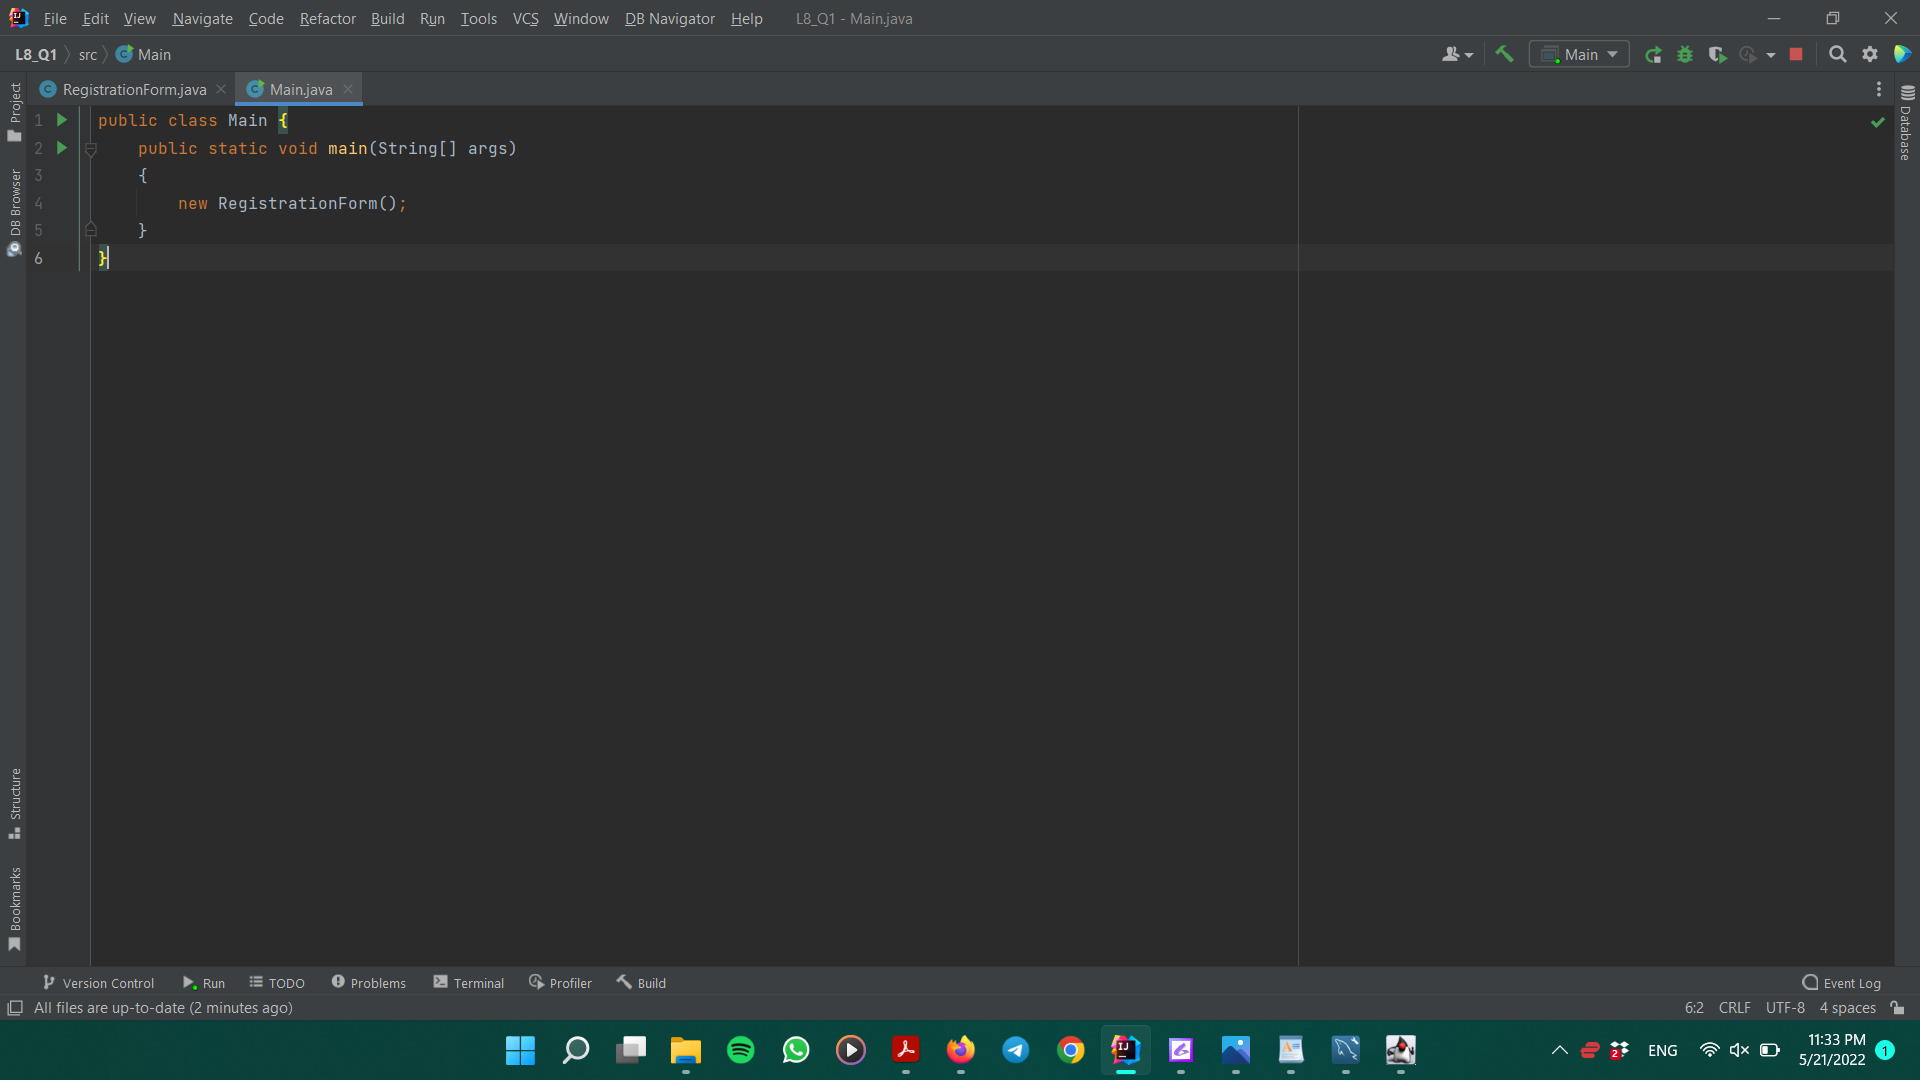 File Edit View Navigate Code Refactor Build Run Tools VCS Window DB Navigator Help L8_Q1 - Main.java
L8_Q1 src Main Main
RegistrationForm.java Main.java
Project
DB Browser
Structure
Bookmarks
Database
1 public class Main {
2 public static void main(String[] args)
3 {
4 new RegistrationForm();
5 }
6 }
Version Control Run TODO Problems Terminal Profiler Build Event Log
All files are up-to-date (2 minutes ago) 6:2 CRLF UTF-8 4 spaces
IJ 2 ENG 11:33 PM 1
5/21/2022